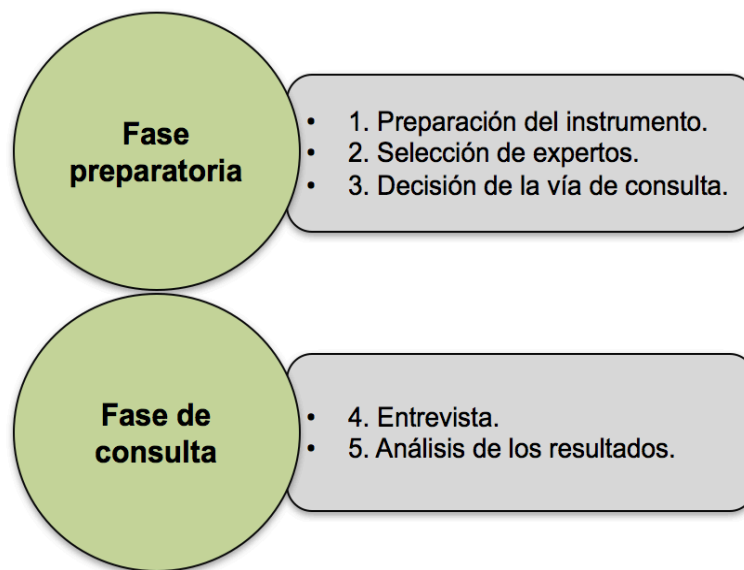 Fase
preparatoria
• 1. Preparación del instrumento.
• 2. Selección de expertos.
• 3. Decisión de la vía de consulta.
Fase de
consulta
• 4. Entrevista.
• 5. Análisis de los resultados.